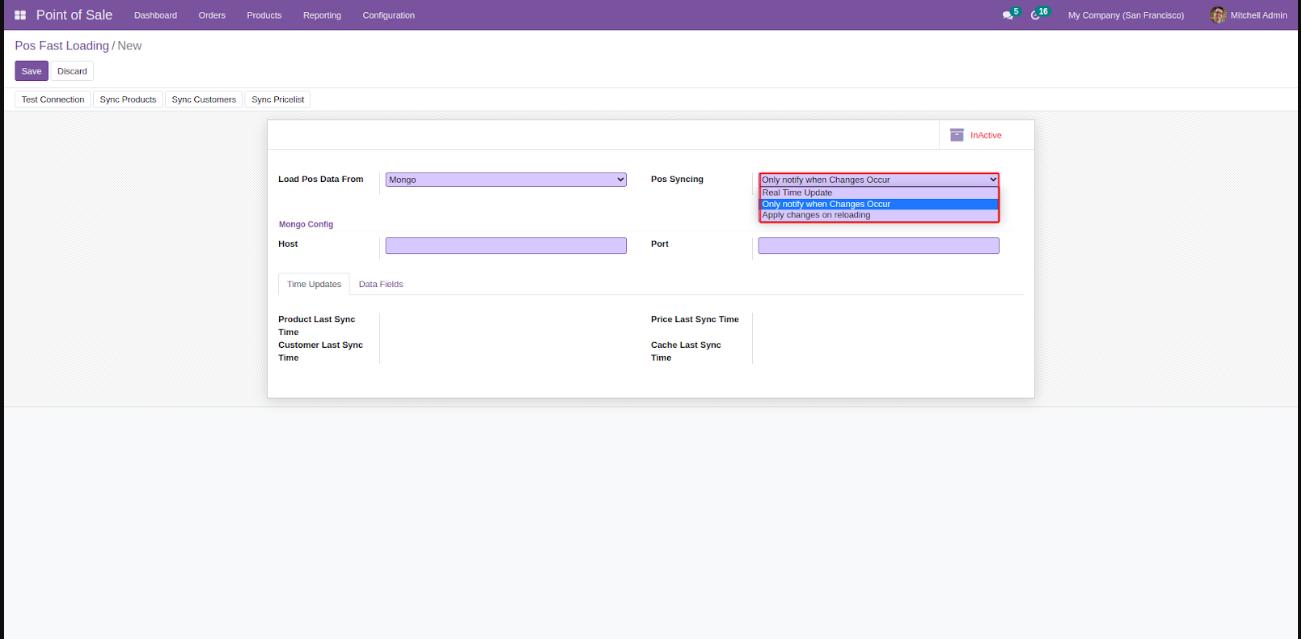 Point of Sale Dashboard Orders Products Reporting Configuration 5 16 My Company (San Francisco) Mitchell Admin
Pos Fast Loading / New
Save Discard
Test Connection Sync Products Sync Customers Sync Pricelist
InActive
Load Pos Data From Mongo Pos Syncing Only notify when Changes Occur
Real Time Update
Only notify when Changes Occur
Apply changes on reloading
Mongo Config
Host Port
Time Updates Data Fields
Product Last Sync Time Price Last Sync Time
Customer Last Sync Time Cache Last Sync Time